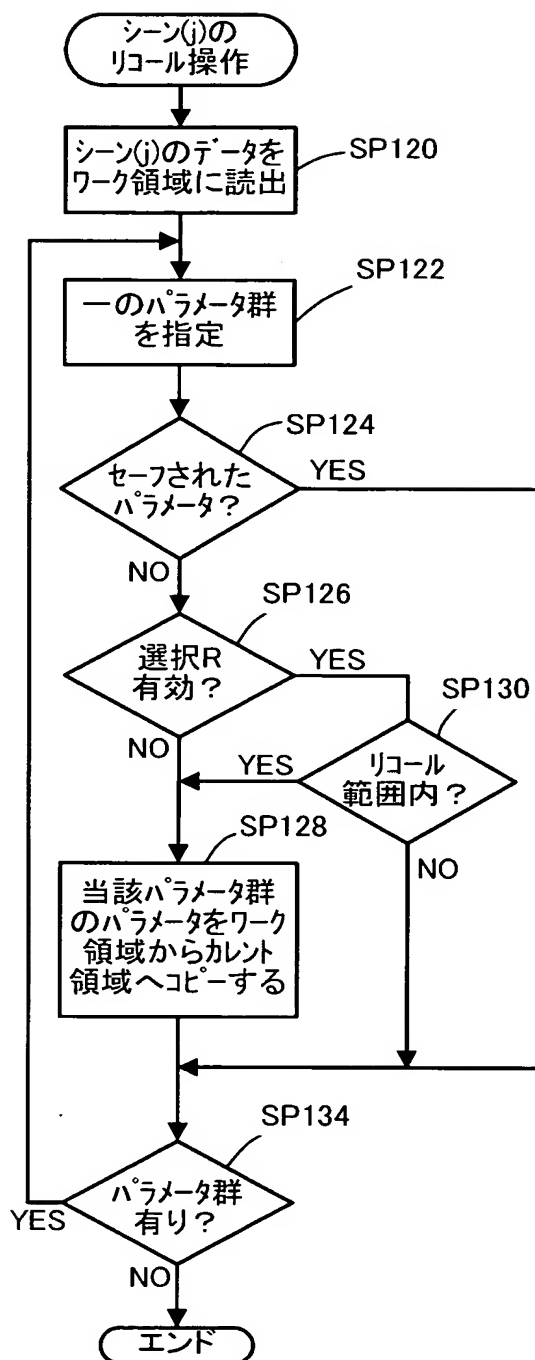 シーン(j)の
リコール操作
シーン(j)のデータを
ワーク領域に読出
SP120
SP122
一のパラメータ群
を指定
SP124
セーフされた
パラメータ?
YES
NO
SP126
選択R
有効?
YES
NO
SP130
リコール
範囲内?
YES
NO
SP128
当該パラメータ群
のパラメータをワーク
領域からカレント
領域へコピーする
SP134
パラメータ群
有り?
YES
NO
エンド